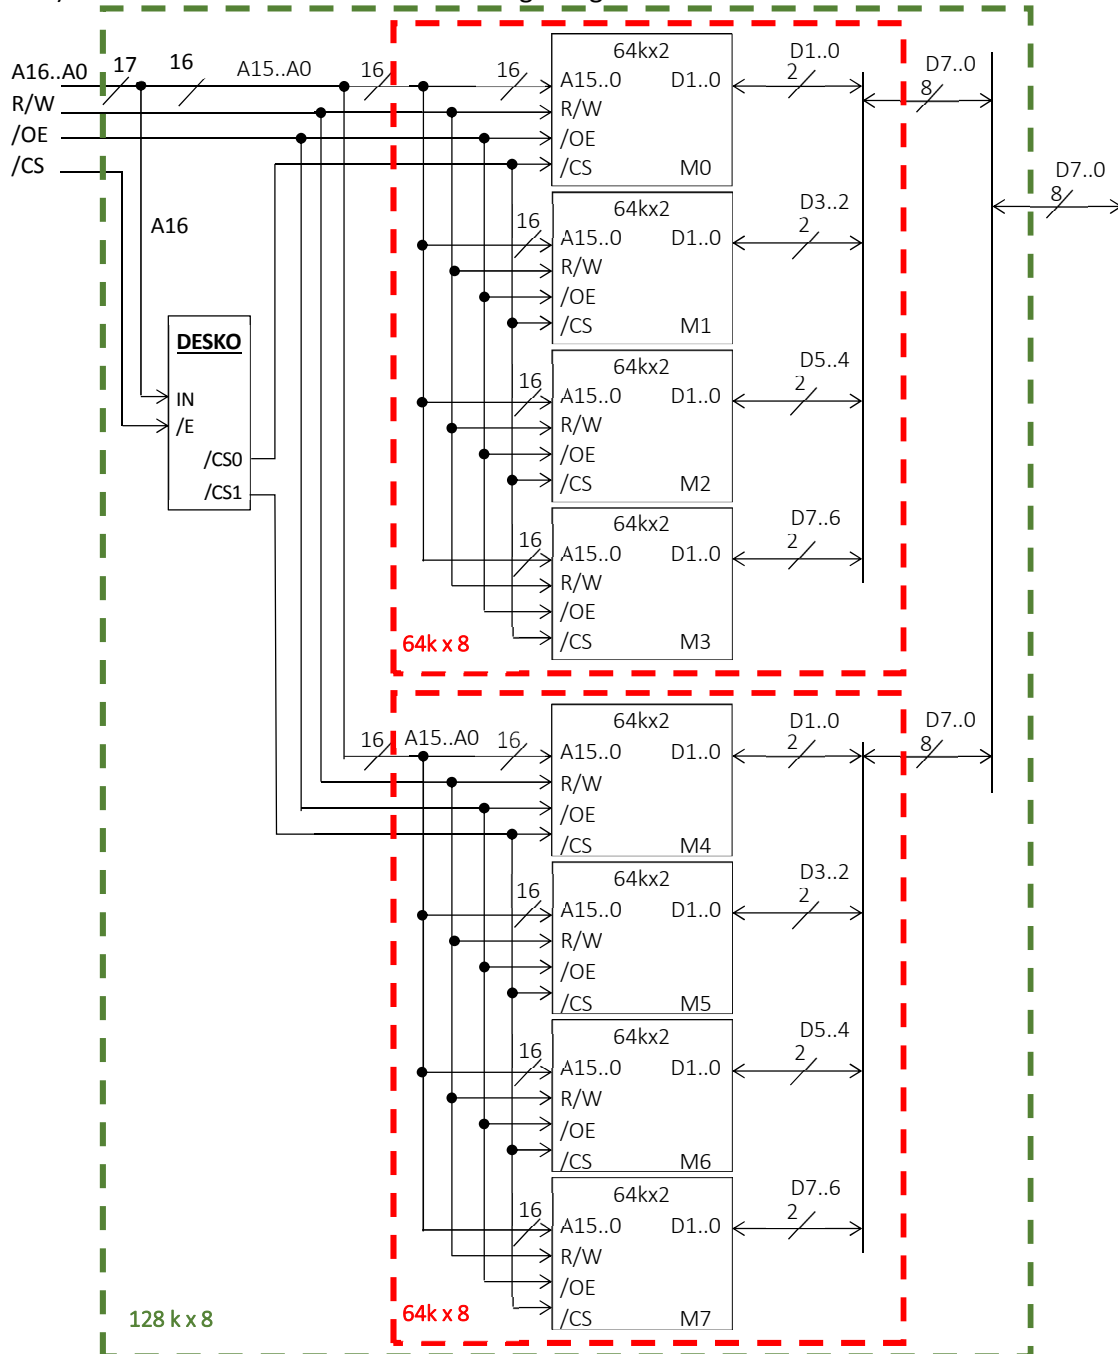 A16..A0
17
16
A15..A0
16
16
R/W
/OE
/CS
A16
DESKO
IN
/E
/CS0
/CS1
64kx2
A15..0 D1..0
R/W
/OE
/CS M0
D1..0
2
D7..0
8
D7..0
8
64kx2
16
A15..0 D1..0
R/W
/OE
/CS M1
D3..2
2
64kx2
16
A15..0 D1..0
R/W
/OE
/CS M2
D5..4
2
64kx2
16
A15..0 D1..0
R/W
/OE
/CS M3
D7..6
2
64k x 8
16
A15..A0
16
64kx2
A15..0 D1..0
R/W
/OE
/CS M4
D1..0
2
D7..0
8
64kx2
16
A15..0 D1..0
R/W
/OE
/CS M5
D3..2
2
64kx2
16
A15..0 D1..0
R/W
/OE
/CS M6
D5..4
2
64kx2
16
A15..0 D1..0
R/W
/OE
/CS M7
D7..6
2
64k x 8
128 k x 8